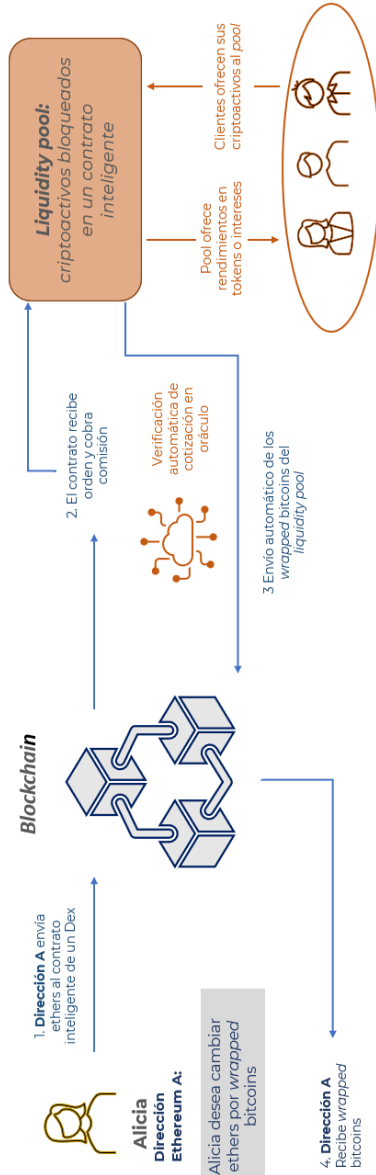 Alicia
Dirección
Ethereum A:
Alicia desea cambiar
ethers por wrapped
bitcoins
1. Dirección A envía
ethers al contrato
inteligente de un Dex
Blockchain
2. El contrato recibe
orden y cobra
comisión
Verificación
automática de
cotización en
oráculo
3 Envío automático de los
wrapped bitcoins del
liquidity pool
4. Dirección A
Recibe wrapped
bitcoins
Liquidity pool:
criptoactivos bloqueados
en un contrato
inteligente
Pool ofrece
rendimientos en
tokens o intereses
Clientes ofrecen sus
criptoactivos al pool